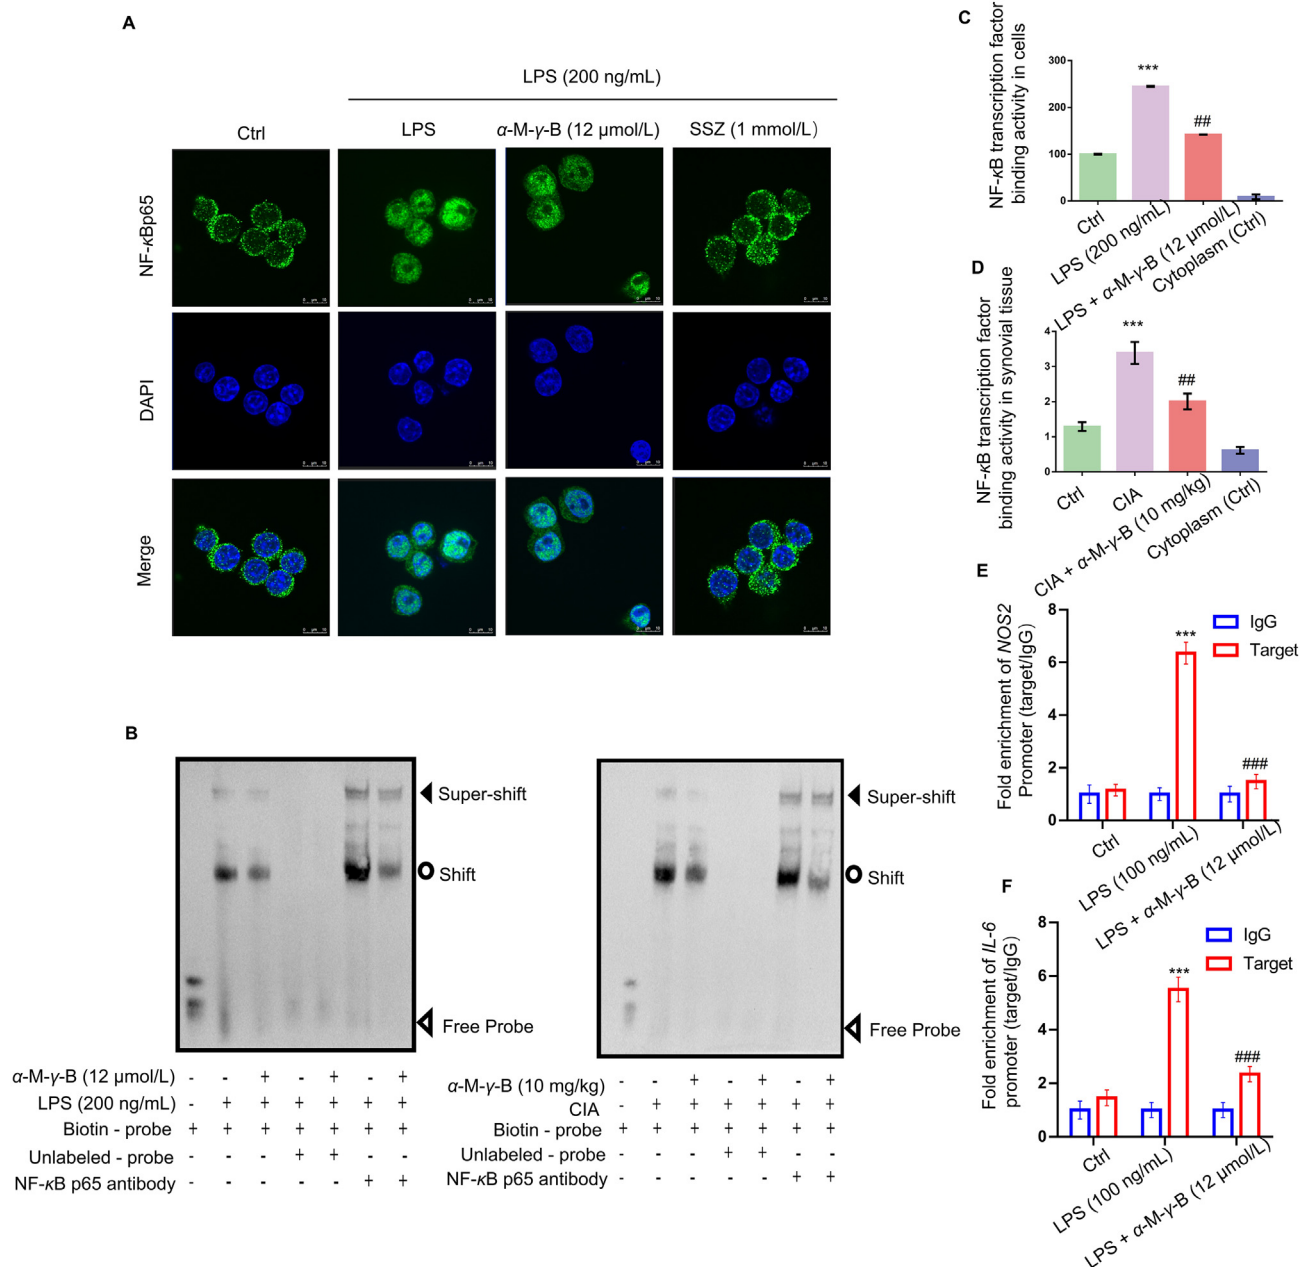 A
LPS (200 ng/mL)
Ctrl
LPS
α-M-γ-B (12 μmol/L)
SSZ (1 mmol/L)
NF-κBp65
DAPI
Merge
B
Super-shift
Shift
Free Probe
α-M-γ-B (12 μmol/L) - - + - + - +
LPS (200 ng/mL) - + + + + + +
Biotin - probe + + + + + + +
Unlabeled - probe - - - + + - -
NF-κB p65 antibody - - - - - + +
Super-shift
Shift
Free Probe
α-M-γ-B (10 mg/kg) - - + - + - +
CIA - + + + + + +
Biotin - probe + + + + + + +
Unlabeled - probe - - - + + - -
NF-κB p65 antibody - - - - - + +
C
NF-κB transcription factor
binding activity in cells
300
200
100
0
***
##
Ctrl
LPS (200 ng/mL)
LPS + α-M-γ-B (12 μmol/L)
Cytoplasm (Ctrl)
D
NF-κB transcription factor
binding activity in synovial tissue
4
3
2
1
0
***
##
Ctrl
CIA
CIA + α-M-γ-B (10 mg/kg)
Cytoplasm (Ctrl)
E
Fold enrichment of NOS2
Promoter (target/IgG)
8
6
4
2
0
IgG
Target
***
###
Ctrl
LPS (100 ng/mL)
LPS + α-M-γ-B (12 μmol/L)
F
Fold enrichment of IL-6
promoter (target/IgG)
8
6
4
2
0
IgG
Target
***
###
Ctrl
LPS (100 ng/mL)
LPS + α-M-γ-B (12 μmol/L)